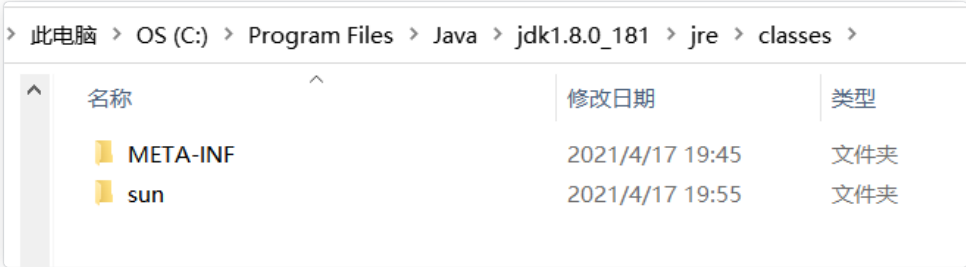 此电脑 > OS (C:) > Program Files > Java > jdk1.8.0_181 > jre > classes >
名称 修改日期 类型
META-INF 2021/4/17 19:45 文件夹
sun 2021/4/17 19:55 文件夹